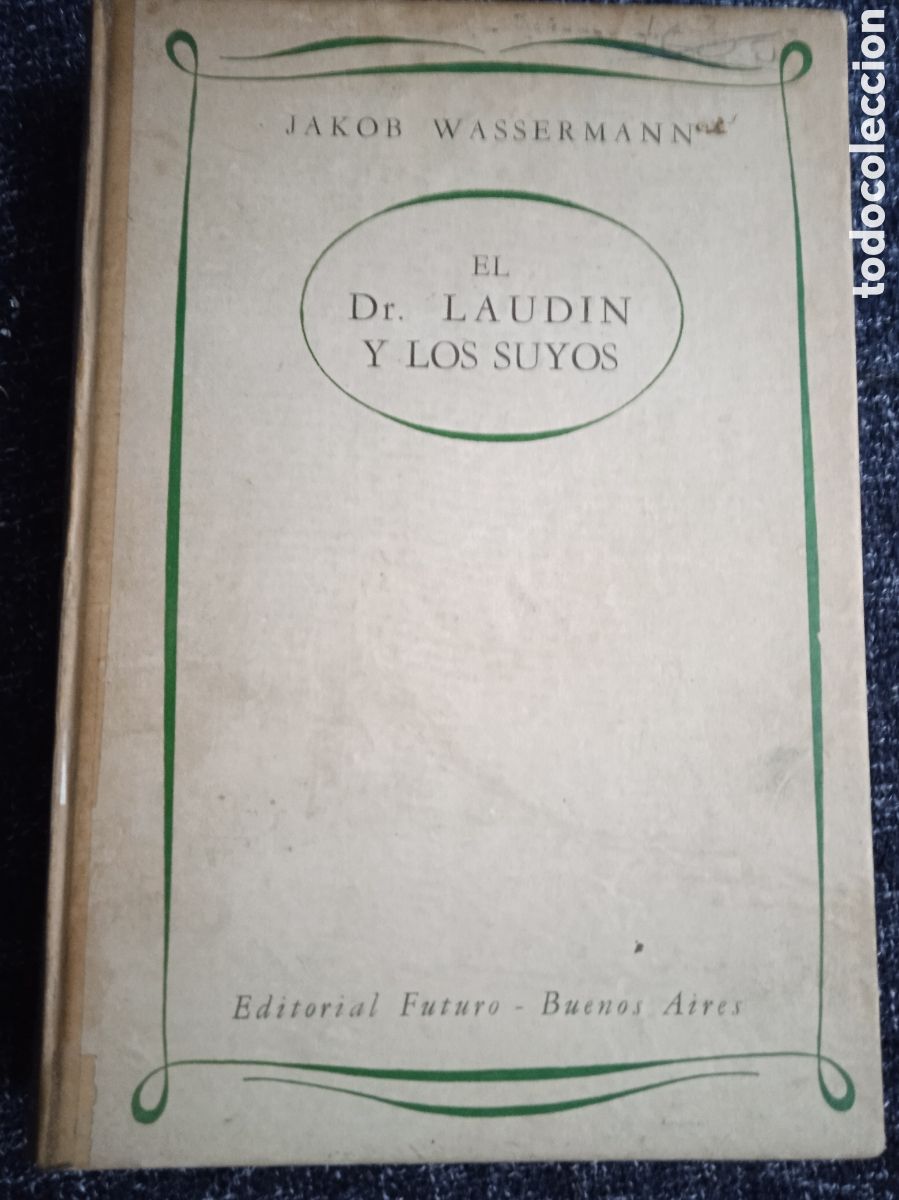 JAKOB WASSERMANN
EL
Dr. LAUDIN
Y LOS SUYOS
Editorial Futuro - Buenos Aires
todocoleccion